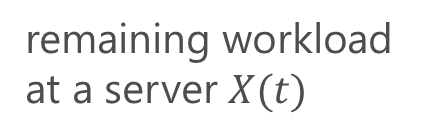 remaining workload
at a server X(t)